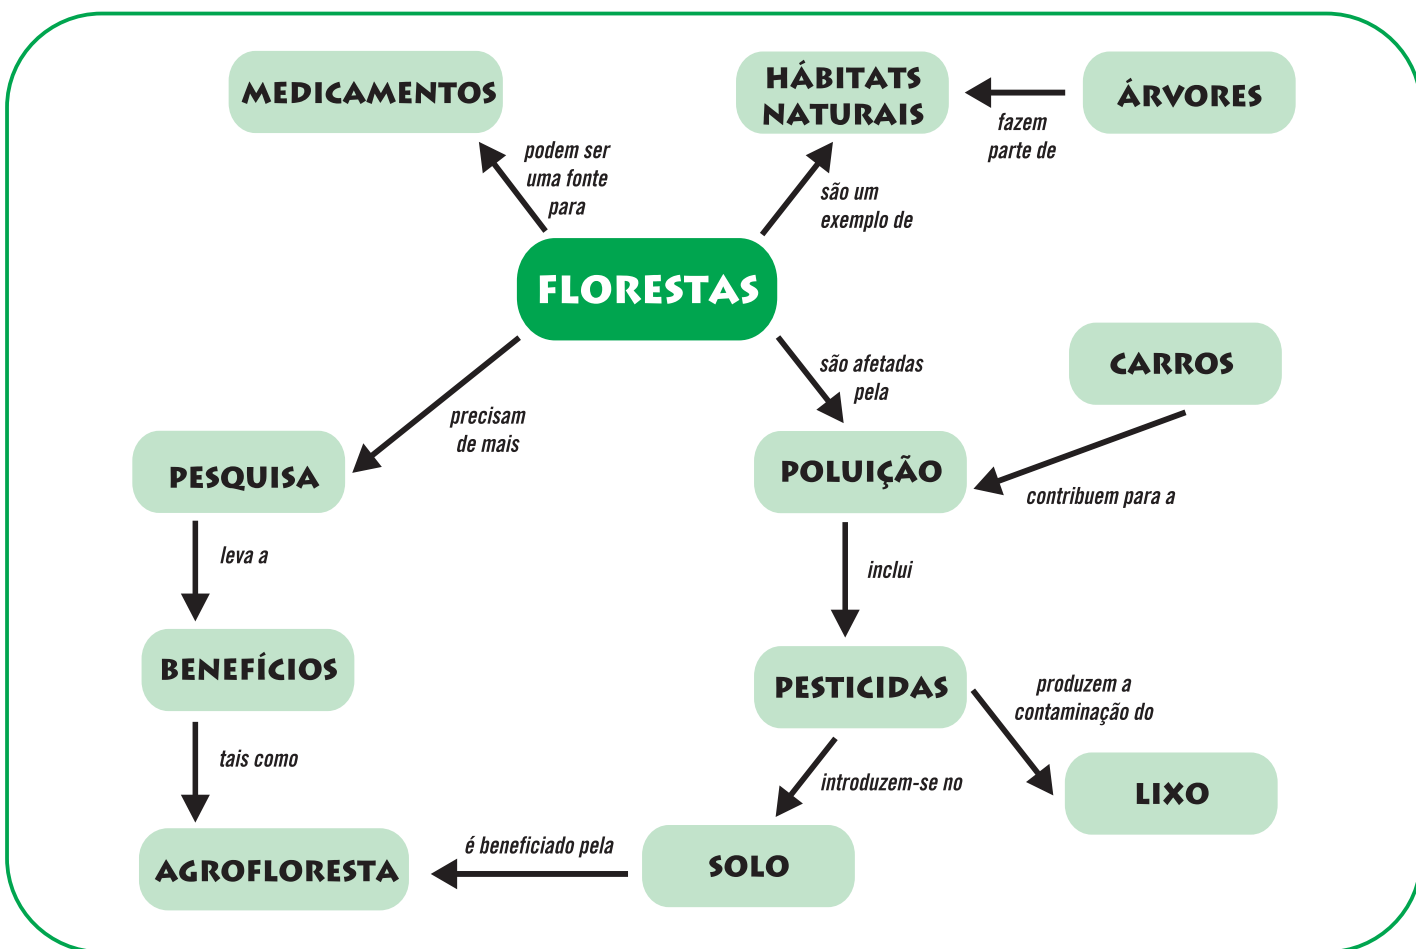 MEDICAMENTOS
HÁBITATS
NATURAIS
ÁRVORES
fazem
parte de
podem ser
uma fonte
para
são um
exemplo de
FLORESTAS
são afetadas
pela
CARROS
precisam
de mais
PESQUISA
POLUIÇÃO
contribuem para a
leva a
inclui
BENEFÍCIOS
PESTICIDAS
produzem a
contaminação do
tais como
introduzem-se no
LIXO
AGROFLORESTA
é beneficiado pela
SOLO